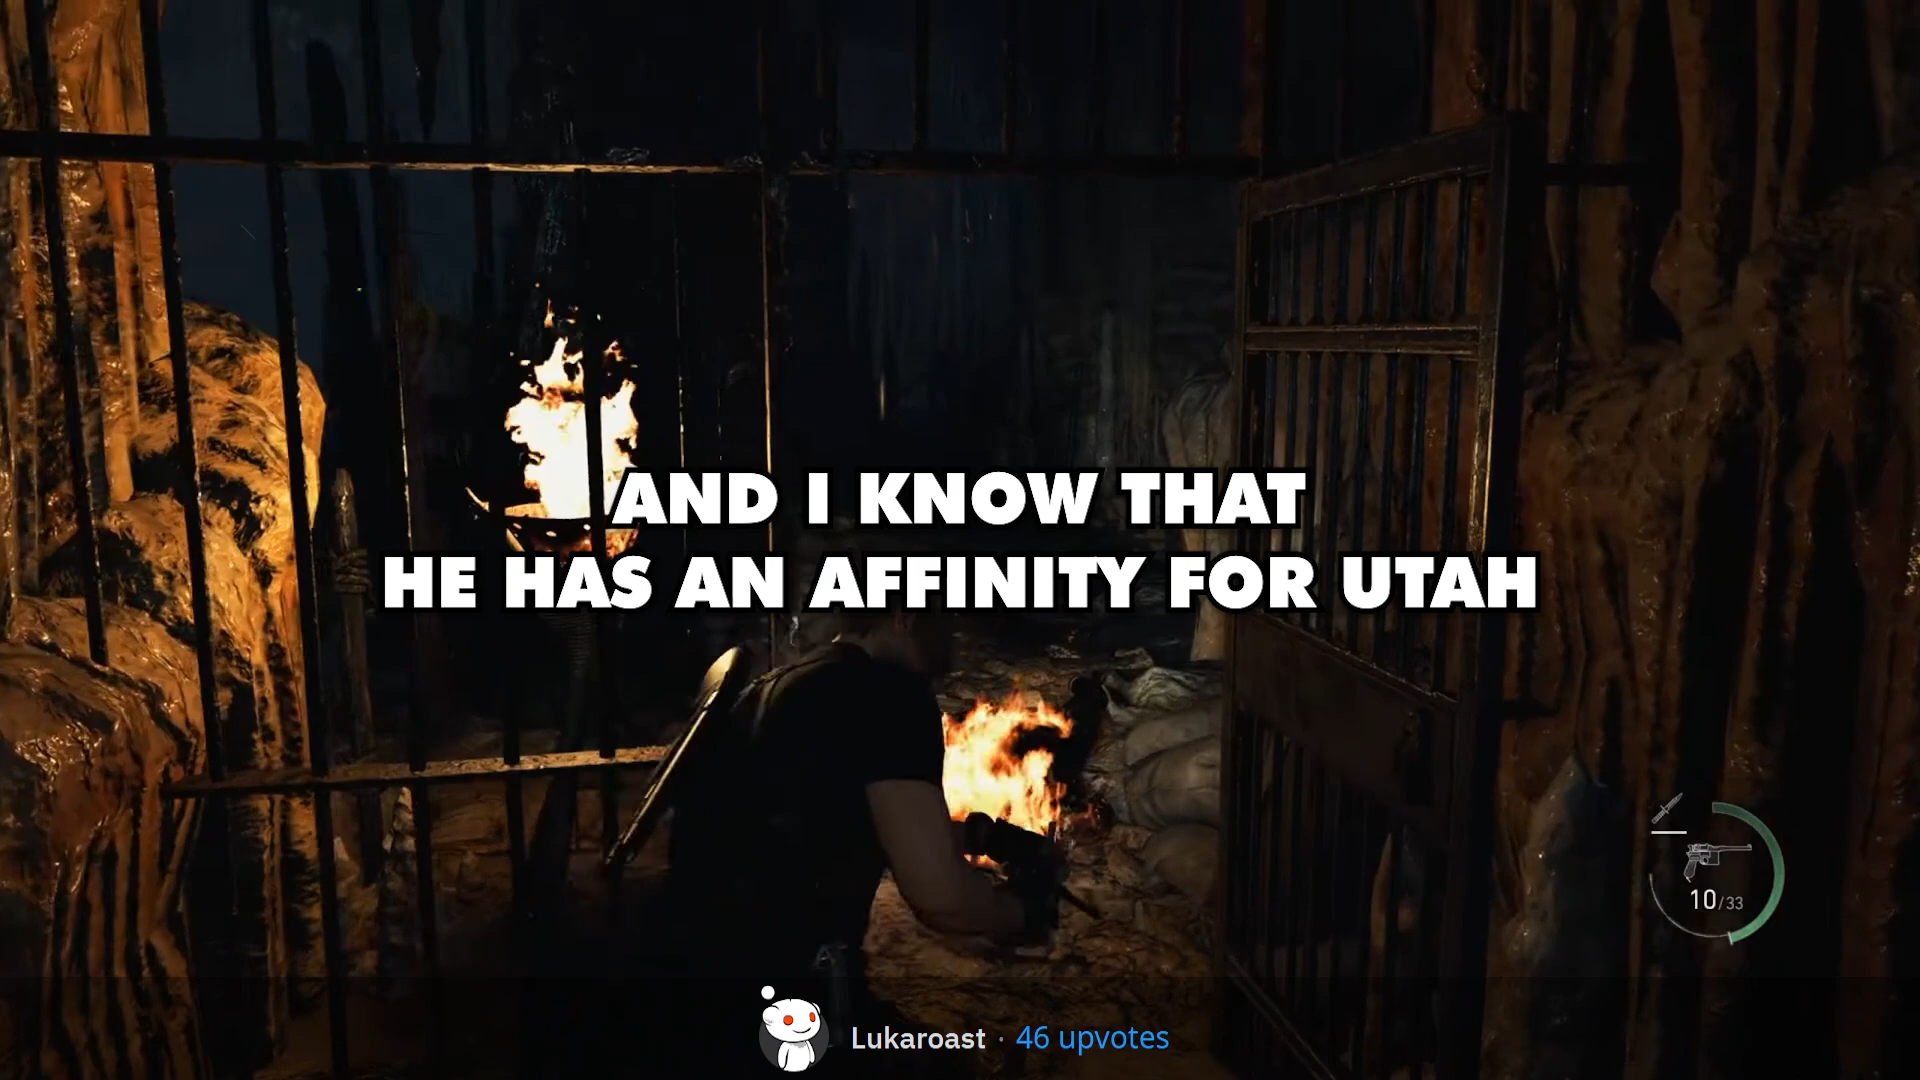 AND I KNOW THAT
HE HAS AN AFFINITY FOR UTAH
10/33
Lukaroast · 46 upvotes